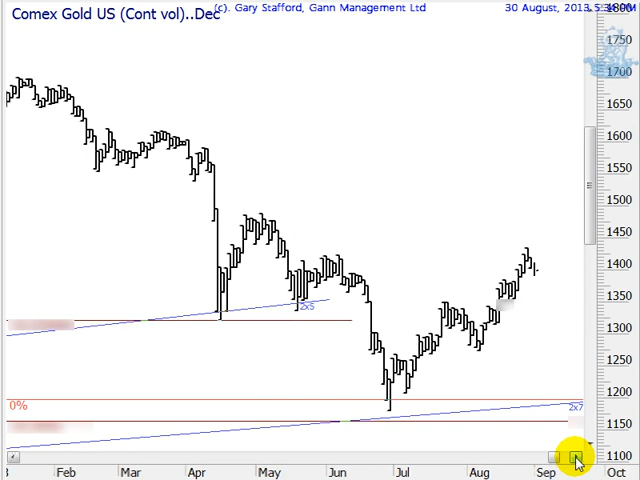 Comex Gold US (Cont vol)..Dec
(c). Gary Stafford, Gann Management Ltd
30 August, 2013
1800
1750
1700
1650
1600
1550
1500
1450
1400
1350
1300
1250
1200
1150
1100
2x5
0%
2x7
Feb Mar Apr May Jun Jul Aug Sep Oct